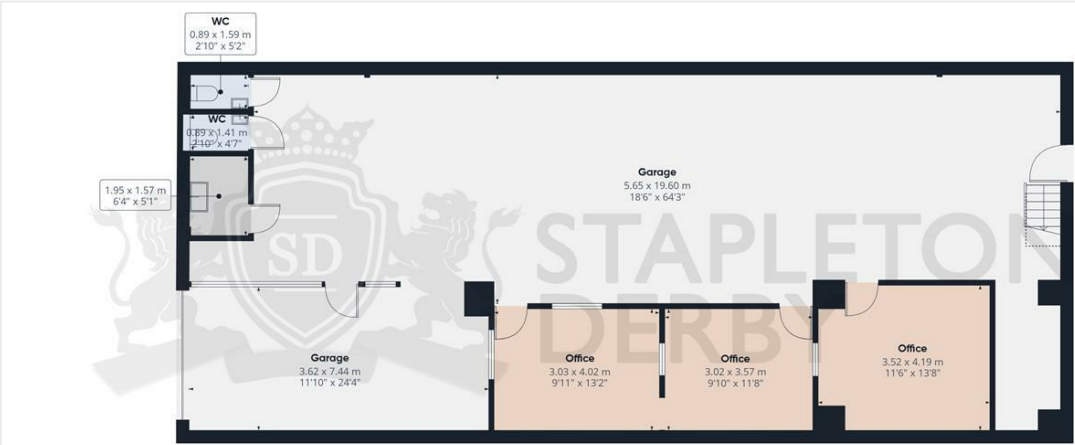 WC
0.89 x 1.59 m
2'10" x 5'2"
WC
0.89 x 1.41 m
2'10" x 4'7"
1.95 x 1.57 m
6'4" x 5'1"
Garage
5.65 x 19.60 m
18'6" x 64'3"
SD
STAPLETON
DERBY
Garage
3.62 x 7.44 m
11'10" x 24'4"
Office
3.03 x 4.02 m
9'11" x 13'2"
Office
3.02 x 3.57 m
9'10" x 11'8"
Office
3.52 x 4.19 m
11'6" x 13'8"